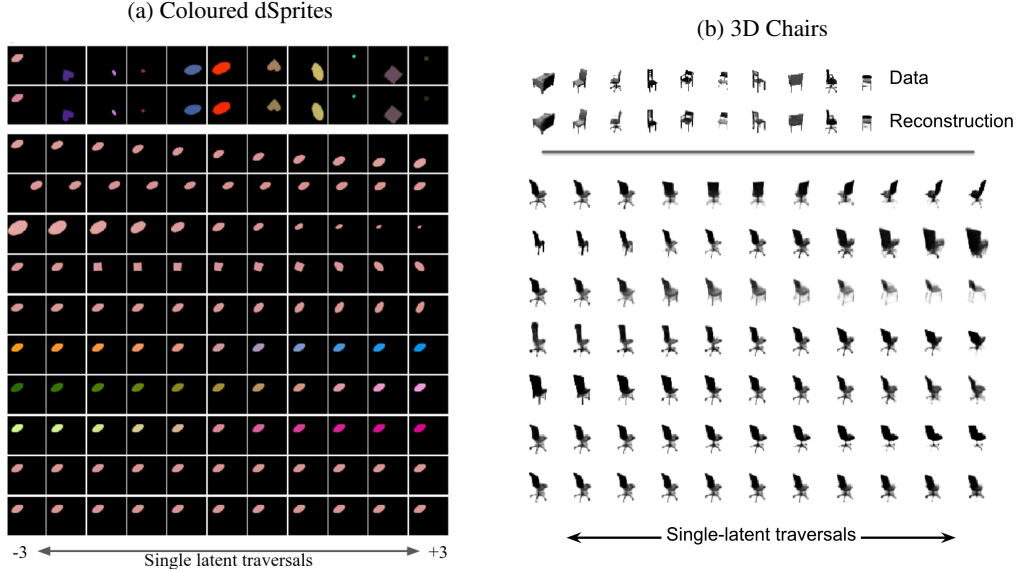 (a) Coloured dSprites
(b) 3D Chairs
Data
Reconstruction
-3
Single latent traversals
+3
Single-latent traversals